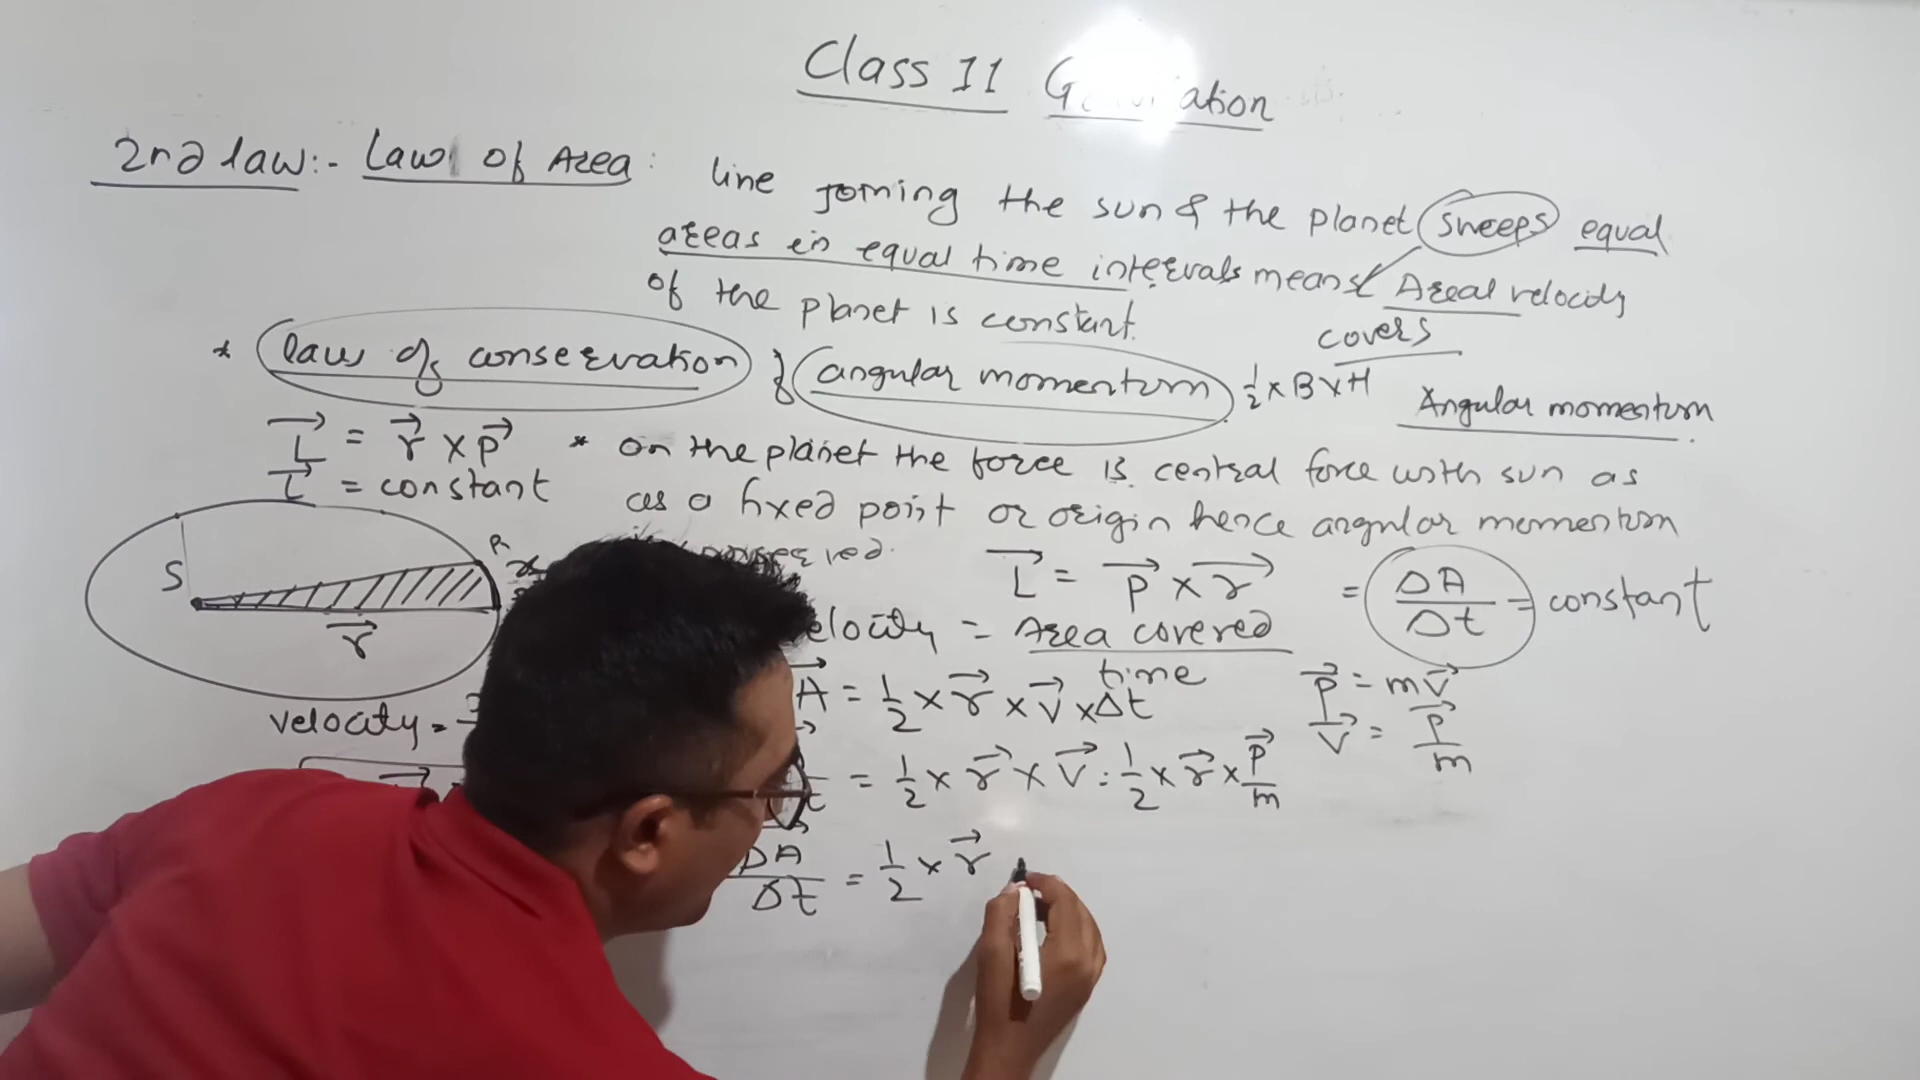 Class 11 Gravitation
2nd law:- Law of Area: line joining the sun & the planet sweeps equal
areas in equal time intervals means Areal velocity
of the planet is constant. covers
* law of conservation of angular momentum ½ × B × H Angular momentum
L⃗ = r⃗ × p⃗ * on the planet the force is central force with sun as
L⃗ = constant as a fixed point or origin hence angular momentum
S
r⃗
L⃗ = p⃗ × r⃗ = ΔA/Δt = constant
velocity = Area covered / time
A⃗ = ½ × r⃗ × v⃗ × Δt p⃗ = mv⃗
velocity = v⃗ = p⃗/m
= ½ × r⃗ × v⃗ = ½ × r⃗ × p⃗/m
ΔA⃗/Δt = ½ × r⃗